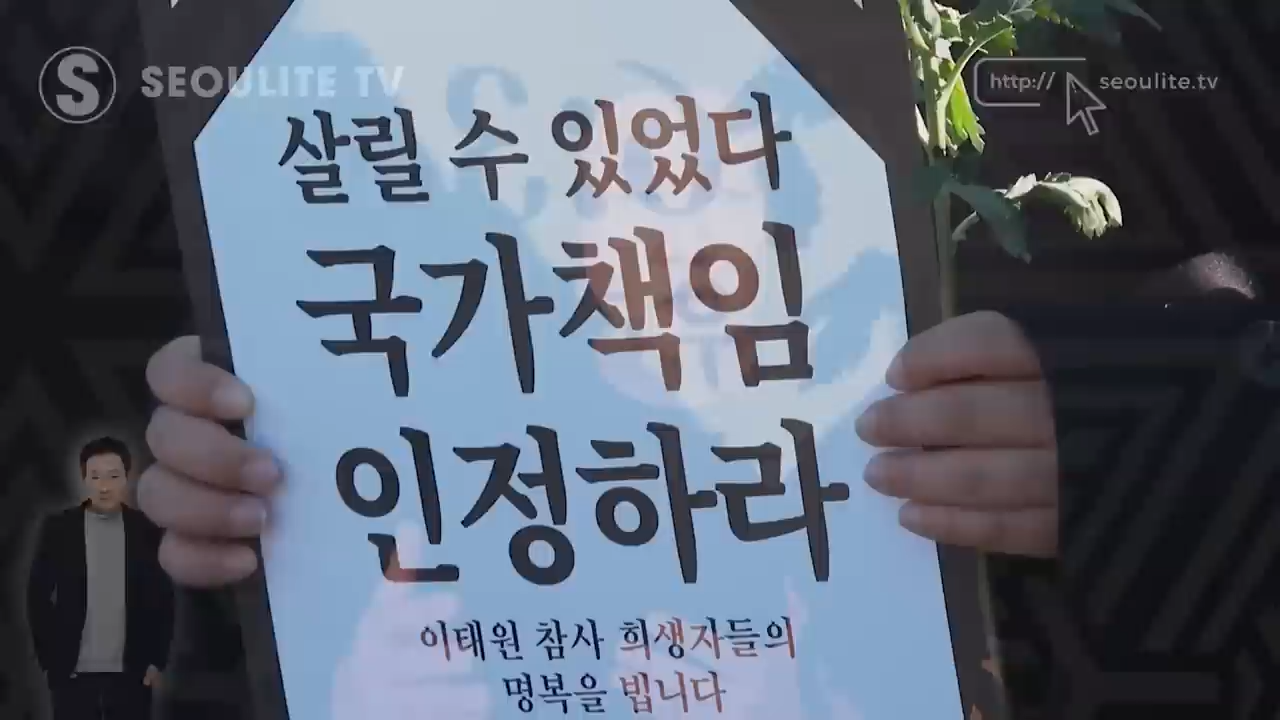 SEOULITE TV
http:// seoulite.tv
살릴 수 있었다
국가책임
인정하라
이태원 참사 희생자들의
명복을 빕니다